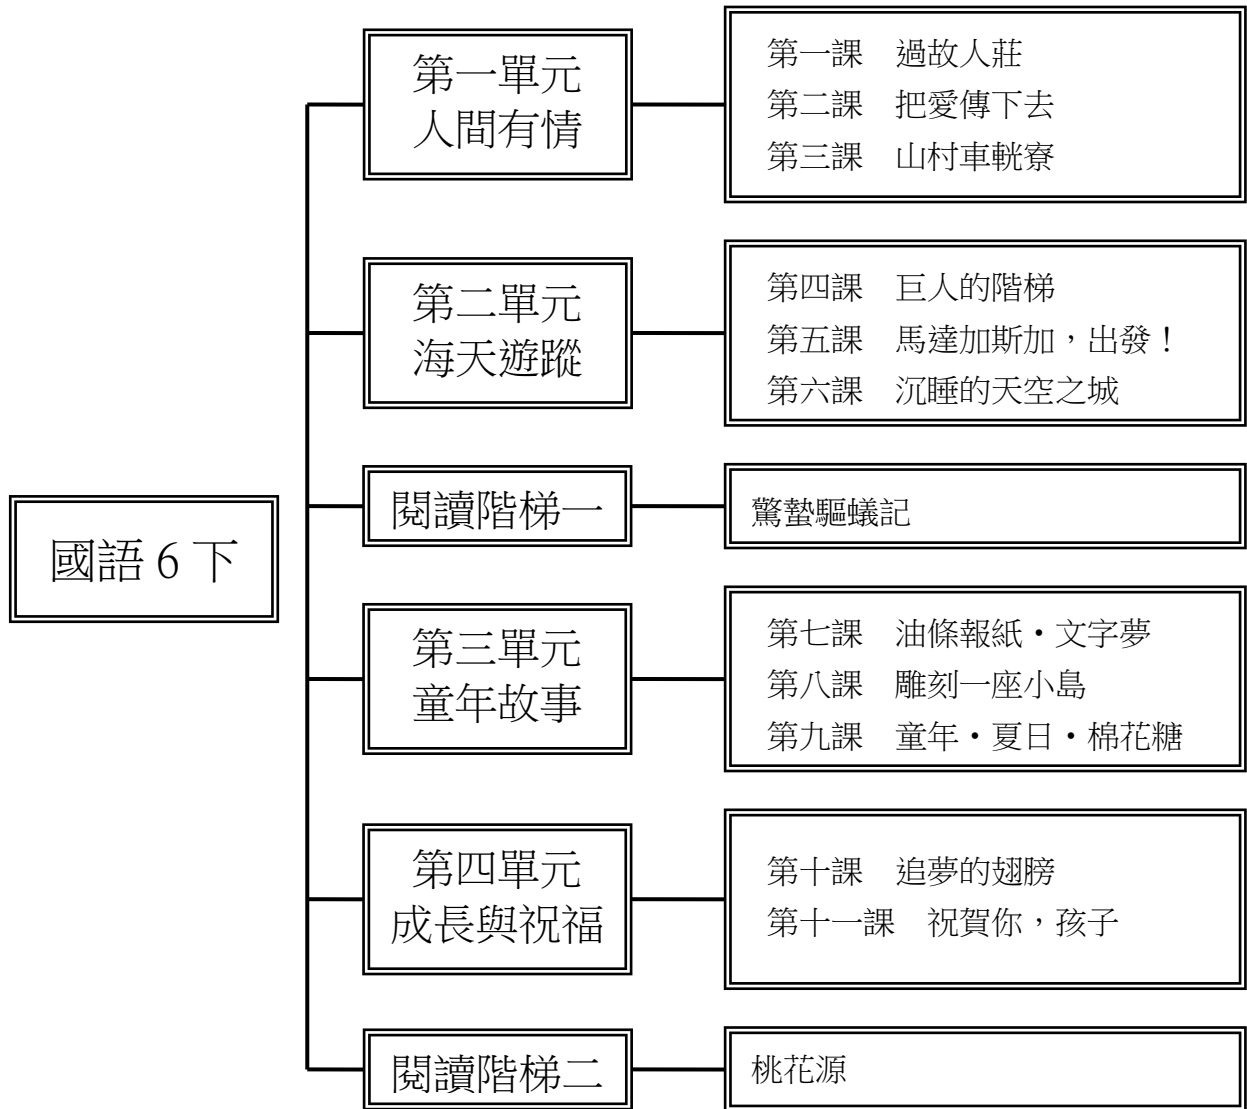 國語6下
第一單元
人間有情
第一課　過故人莊
第二課　把愛傳下去
第三課　山村車輄寮
第二單元
海天遊蹤
第四課　巨人的階梯
第五課　馬達加斯加，出發！
第六課　沉睡的天空之城
閱讀階梯一
驚蟄驅蟻記
第三單元
童年故事
第七課　油條報紙・文字夢
第八課　雕刻一座小島
第九課　童年・夏日・棉花糖
第四單元
成長與祝福
第十課　追夢的翅膀
第十一課　祝賀你，孩子
閱讀階梯二
桃花源